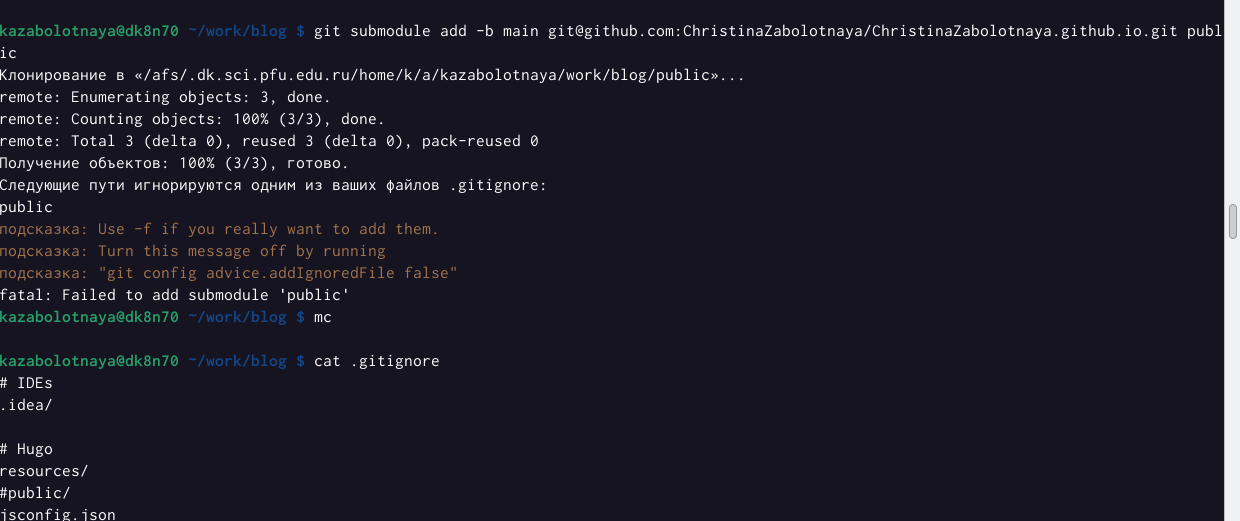 kazabolotnaya@dk8n70 ~/work/blog $ git submodule add -b main git@github.com:ChristinaZabolotnaya/ChristinaZabolotnaya.github.io.git publ
ic
Клонирование в «/afs/.dk.sci.pfu.edu.ru/home/k/a/kazabolotnaya/work/blog/public»...
remote: Enumerating objects: 3, done.
remote: Counting objects: 100% (3/3), done.
remote: Total 3 (delta 0), reused 3 (delta 0), pack-reused 0
Получение объектов: 100% (3/3), готово.
Следующие пути игнорируются одним из ваших файлов .gitignore:
public
подсказка: Use -f if you really want to add them.
подсказка: Turn this message off by running
подсказка: "git config advice.addIgnoredFile false"
fatal: Failed to add submodule 'public'
kazabolotnaya@dk8n70 ~/work/blog $ mc
kazabolotnaya@dk8n70 ~/work/blog $ cat .gitignore
# IDEs
.idea/
# Hugo
resources/
#public/
jsconfig.json